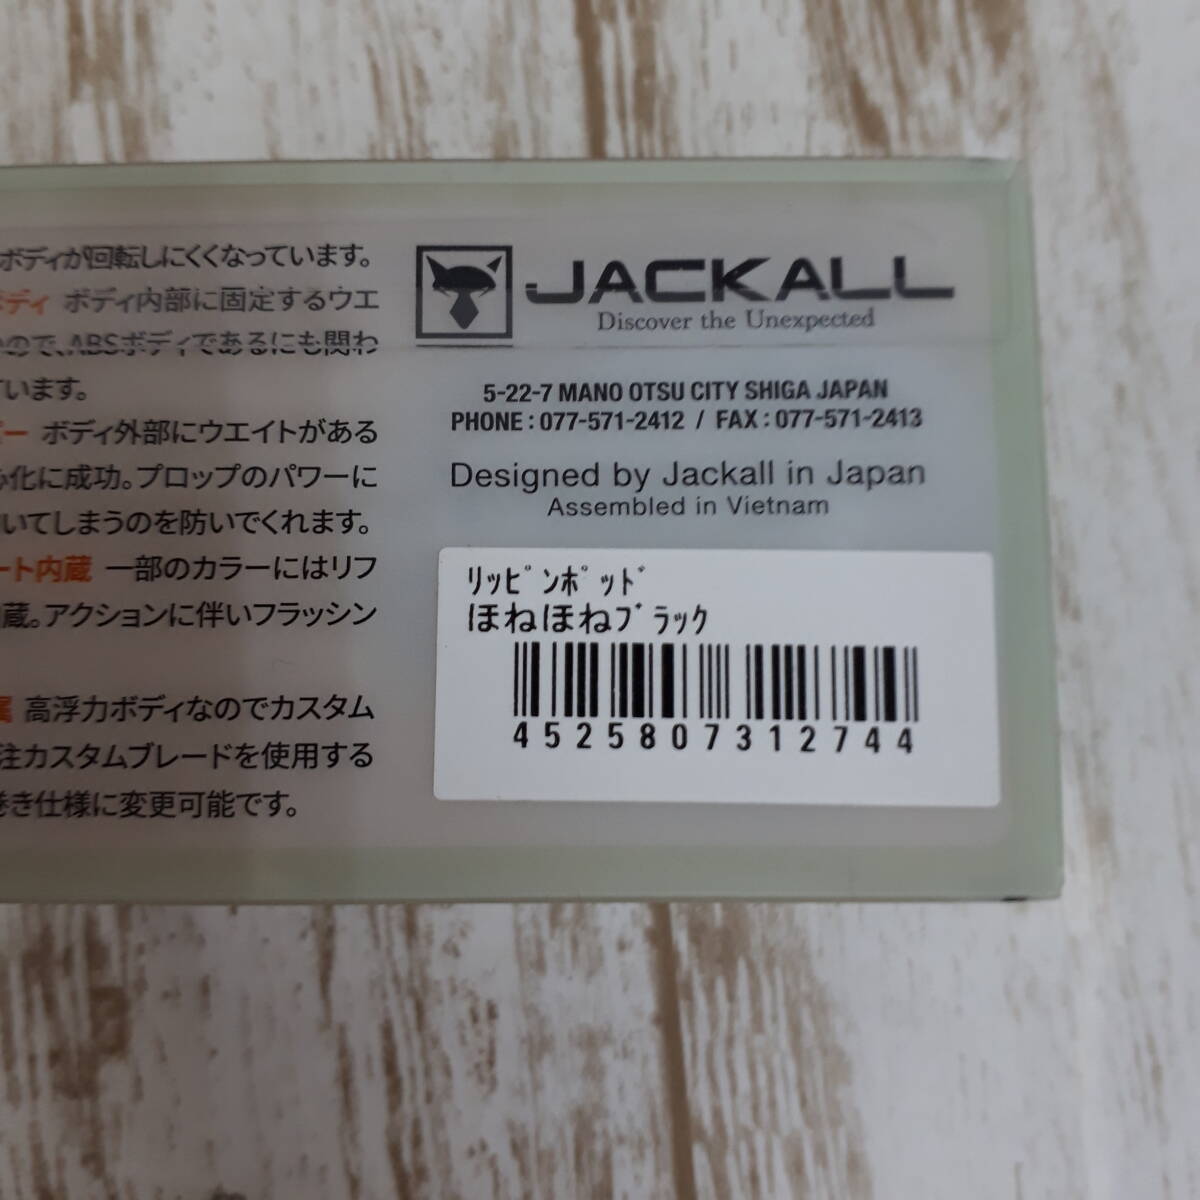 ボディが回転しにくくなっています。
ボディ ボディ内部に固定するウエ
ので、ABSボディであるにも関わ
います。
ー ボディ外部にウエイトがある
化に成功。プロップのパワーに
いてしまうのを防いでくれます。
ート内蔵 一部のカラーにはリフ
蔵。アクションに伴いフラッシン
属 高浮力ボディなのでカスタム
注カスタムブレードを使用する
巻き仕様に変更可能です。
JACKALL
Discover the Unexpected
5-22-7 MANO OTSU CITY SHIGA JAPAN
PHONE : 077-571-2412 / FAX : 077-571-2413
Designed by Jackall in Japan
Assembled in Vietnam
ﾘｯﾋﾟﾝﾎﾟｯﾄﾞ
ほねほねﾌﾞﾗｯｸ
4525807312744